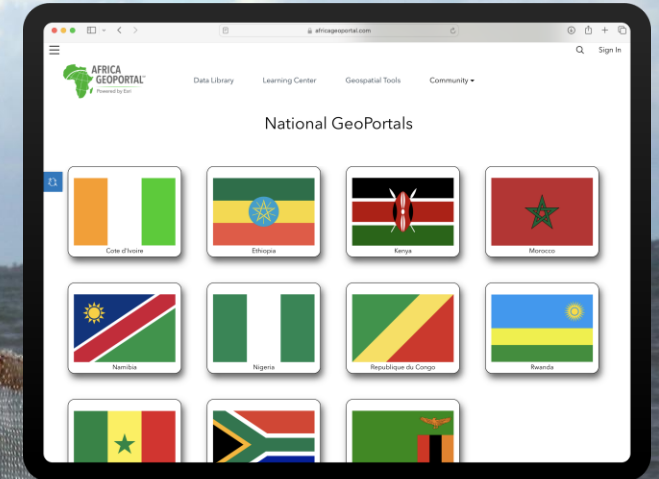 africageoportal.com
Sign In
AFRICA
GEOPORTAL™
Powered by Esri
Data Library
Learning Center
Geospatial Tools
Community
National GeoPortals
Cote d'Ivoire
Ethiopia
Kenya
Morocco
Namibia
Nigeria
Republique du Congo
Rwanda